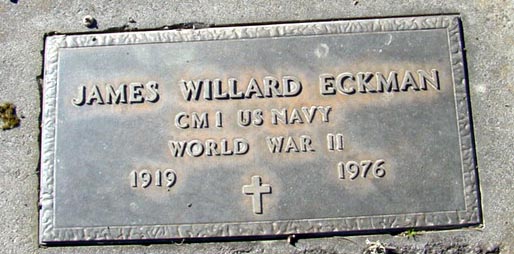 JAMES WILLARD ECKMAN
CM1 US NAVY
WORLD WAR II
1919 1976